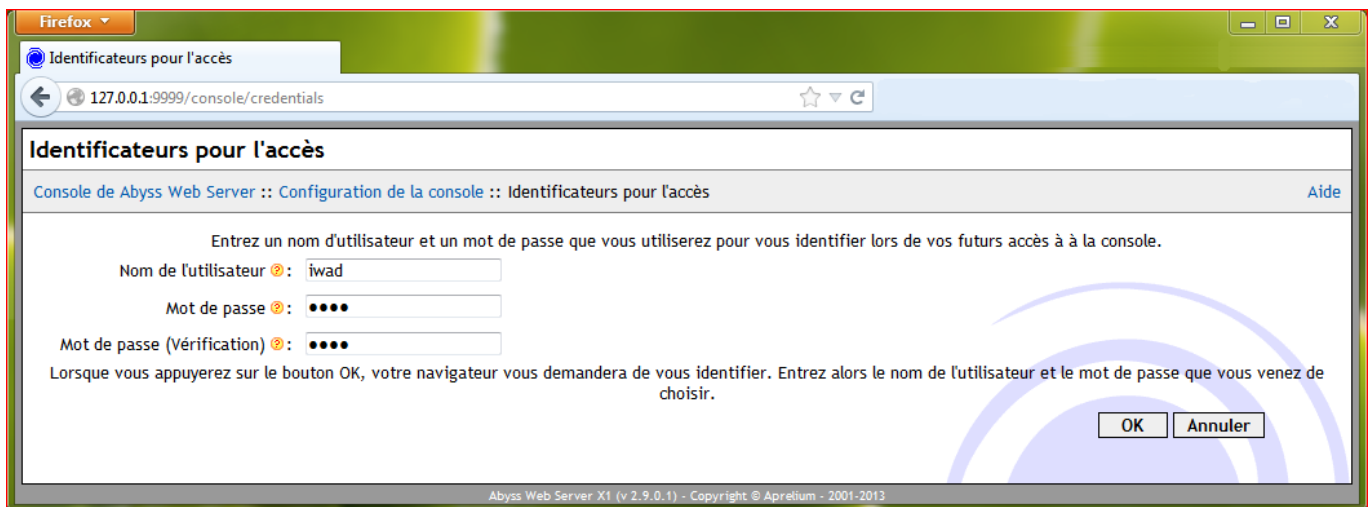 Firefox
Identificateurs pour l'accès
127.0.0.1:9999/console/credentials
Identificateurs pour l'accès
Console de Abyss Web Server :: Configuration de la console :: Identificateurs pour l'accès Aide
Entrez un nom d'utilisateur et un mot de passe que vous utiliserez pour vous identifier lors de vos futurs accès à à la console.
Nom de l'utilisateur ?: iwad
Mot de passe ?: ••••
Mot de passe (Vérification) ?: ••••
Lorsque vous appuyerez sur le bouton OK, votre navigateur vous demandera de vous identifier. Entrez alors le nom de l'utilisateur et le mot de passe que vous venez de
choisir.
OK Annuler
Abyss Web Server X1 (v 2.9.0.1) - Copyright © Aprelium - 2001-2013